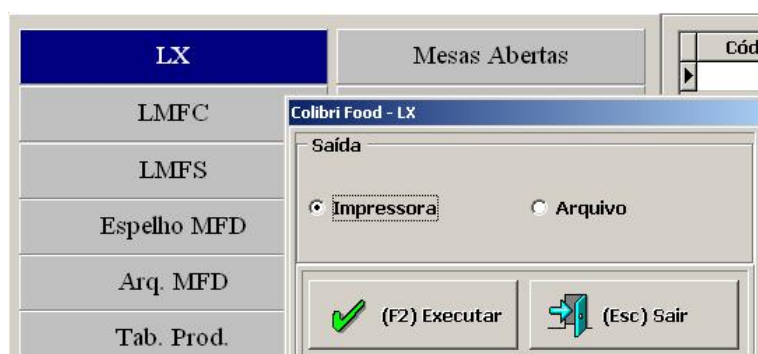 LX
Mesas Abertas
Cód
LMFC
Colibri Food - LX
Saída
LMFS
Impressora
Arquivo
Espelho MFD
Arq. MFD
(F2) Executar
(Esc) Sair
Tab. Prod.